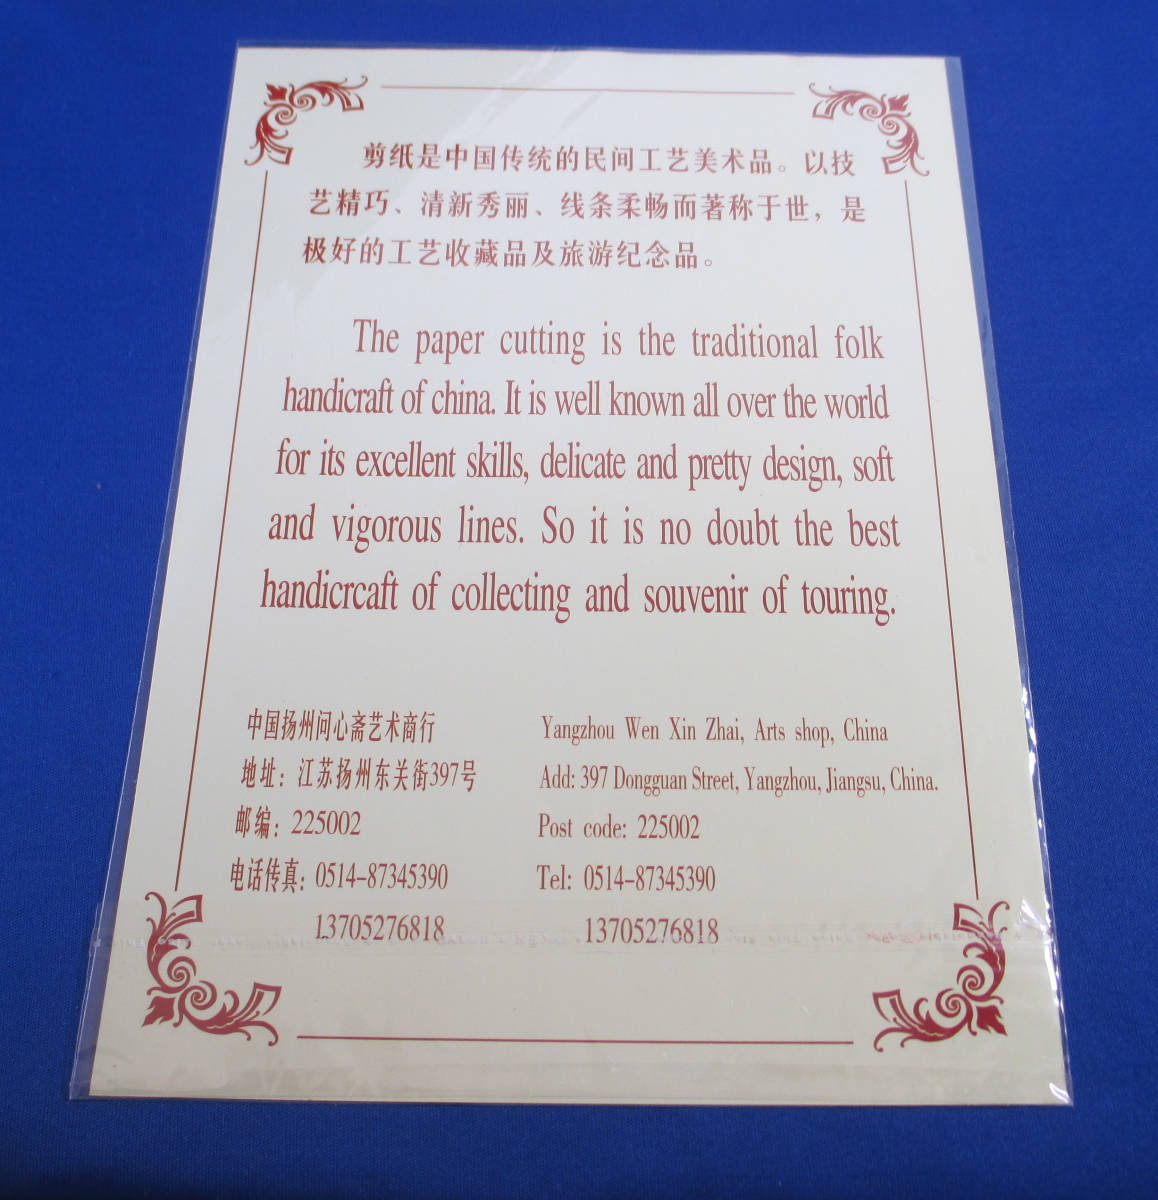 剪纸是中国传统的民间工艺美术品。以技
艺精巧、清新秀丽、线条柔畅而著称于世，是
极好的工艺收藏品及旅游纪念品。
The paper cutting is the traditional folk
handicraft of china. It is well known all over the world
for its excellent skills, delicate and pretty design, soft
and vigorous lines. So it is no doubt the best
handicrcaft of collecting and souvenir of touring.
中国扬州问心斋艺术商行
地址：江苏扬州东关街397号
邮编：225002
电话传真：0514-87345390
13705276818
Yangzhou Wen Xin Zhai, Arts shop, China
Add: 397 Dongguan Street, Yangzhou, Jiangsu, China.
Post code: 225002
Tel: 0514-87345390
13705276818